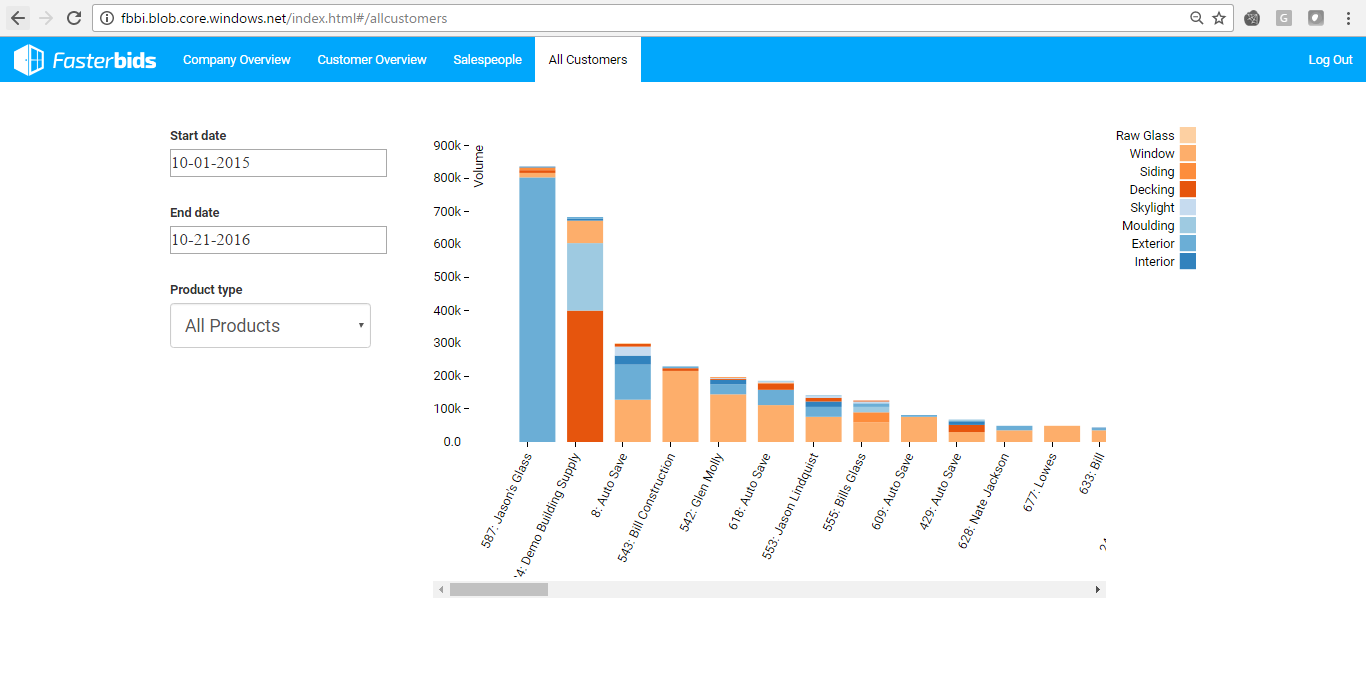 fbbi.blob.core.windows.net/index.html#/allcustomers
G
Fasterbids
Company Overview
Customer Overview
Salespeople
All Customers
Log Out
Start date
10-01-2015
End date
10-21-2016
Product type
All Products
Volume
900k
800k
700k
600k
500k
400k
300k
200k
100k
0.0
587: Jason's Glass
4: Demo Building Supply
8: Auto Save
543: Bill Construction
542: Glen Molly
618: Auto Save
553: Jason Lindquist
555: Bills Glass
609: Auto Save
429: Auto Save
628: Nate Jackson
677: Lowes
633: Bill
Raw Glass
Window
Siding
Decking
Skylight
Moulding
Exterior
Interior